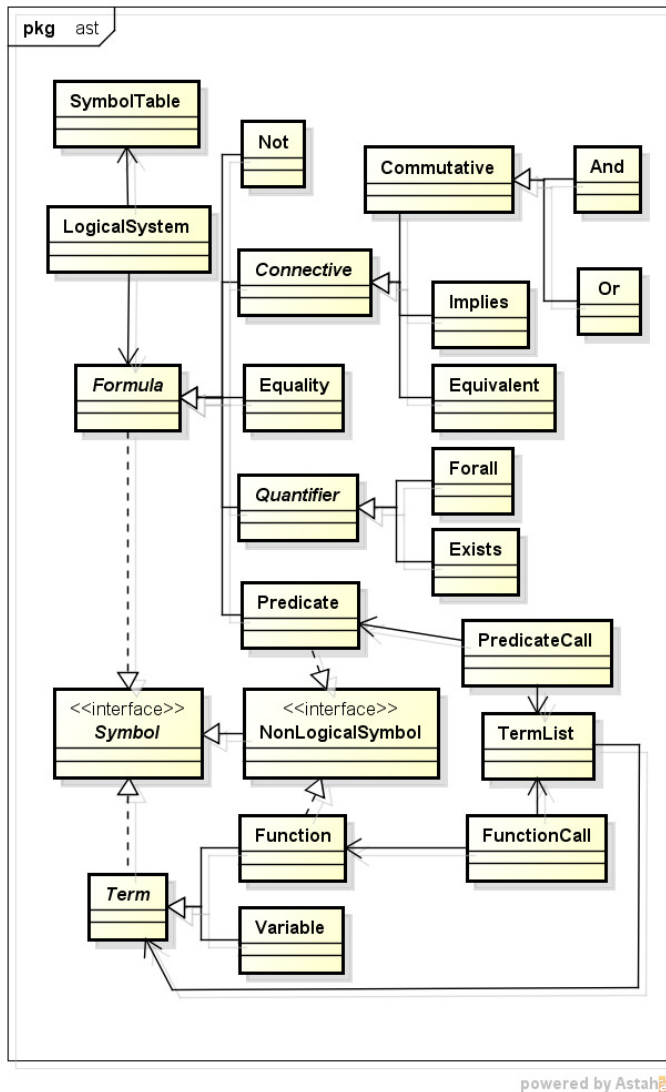 pkg ast
SymbolTable
Not
Commutative
And
LogicalSystem
Connective
Implies
Or
Formula
Equality
Equivalent
Quantifier
Forall
Exists
Predicate
PredicateCall
<<interface>>
Symbol
<<interface>>
NonLogicalSymbol
TermList
Function
FunctionCall
Term
Variable
powered by Astah